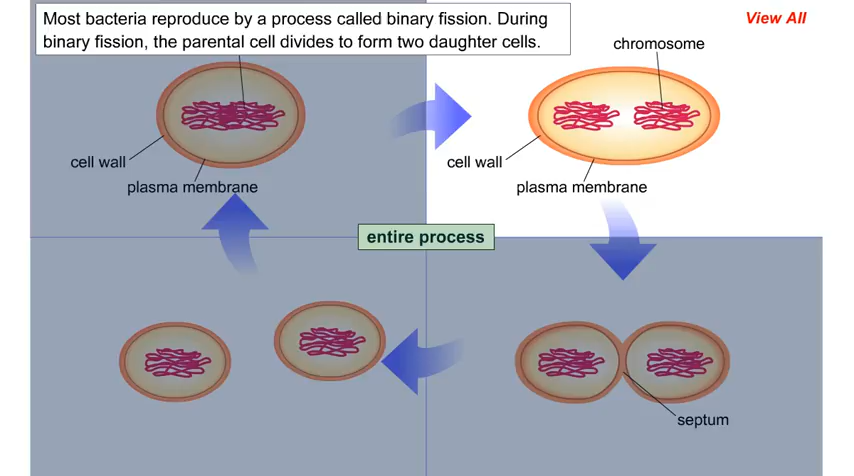 Most bacteria reproduce by a process called binary fission. During
binary fission, the parental cell divides to form two daughter cells.
View All
chromosome
cell wall
plasma membrane
cell wall
plasma membrane
entire process
septum